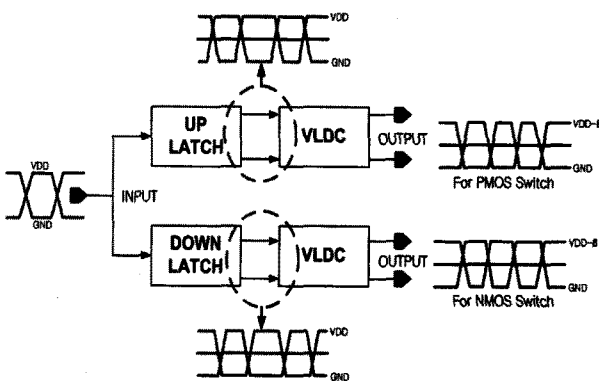 VDD
GND
UP
LATCH
VLDC
OUTPUT
VDD-
GND
For PMOS Switch
VDD
GND
INPUT
DOWN
LATCH
VLDC
OUTPUT
VDD-
GND
For NMOS Switch
VDD
GND